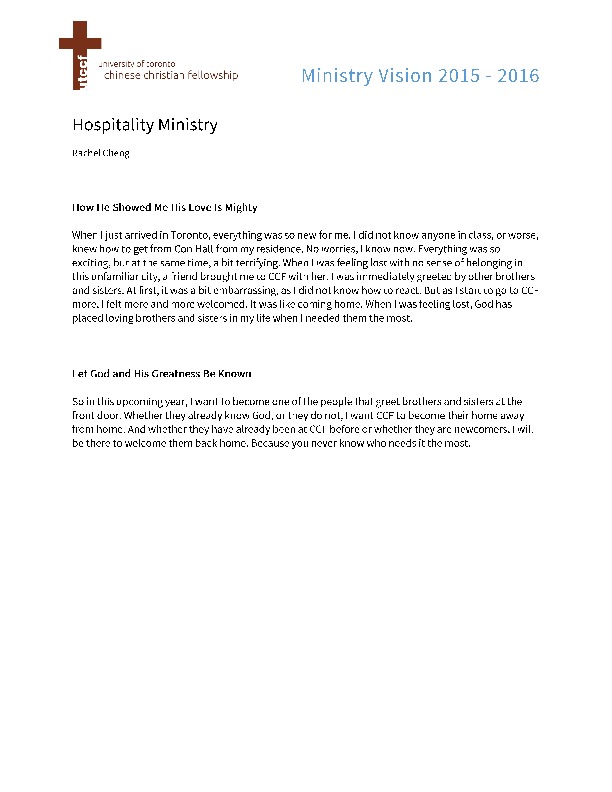 utccf
university of toronto
chinese christian fellowship
Ministry Vision 2015 - 2016
Hospitality Ministry
Rachel Cheng
How He Showed Me His Love Is Mighty
When I just arrived in Toronto, everything was so new for me. I did not know anyone in class, or worse,
knew how to get from Con Hall from my residence. No worries, I know now. Everything was so
exciting, but at the same time, a bit terrifying. When I was feeling lost with no sense of belonging in
this unfamiliar city, a friend brought me to CCF with her. I was immediately greeted by other brothers
and sisters. At first, it was a bit embarrassing, as I did not know how to react. But as I start to go to CCF
more, I felt more and more welcomed. It was like coming home. When I was feeling lost, God has
placed loving brothers and sisters in my life when I needed them the most.
Let God and His Greatness Be Known
So in this upcoming year, I want to become one of the people that greet brothers and sisters at the
front door. Whether they already know God, or they do not, I want CCF to become their home away
from home. And whether they have already been at CCF before or whether they are newcomers, I will
be there to welcome them back home. Because you never know who needs it the most.